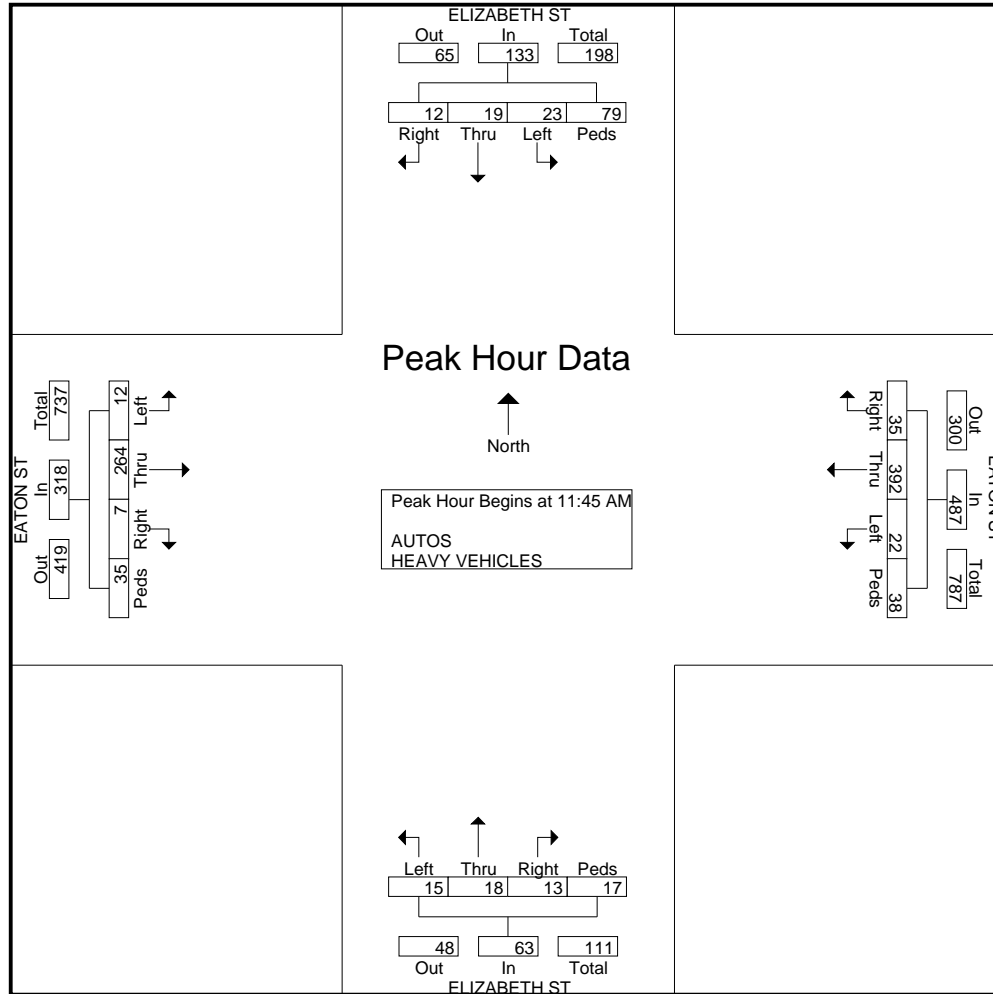 ELIZABETH ST
Out In Total
65 133 198
12 19 23 79
Right Thru Left Peds
Peak Hour Data
North
Peak Hour Begins at 11:45 AM
AUTOS
HEAVY VEHICLES
EATON ST
Total In Out
737 318 419
12 264 7 35
Left Thru Right Peds
EATON ST
Out In Total
300 487 787
35 392 22 38
Right Thru Left Peds
Left Thru Right Peds
15 18 13 17
48 63 111
Out In Total
ELIZABETH ST